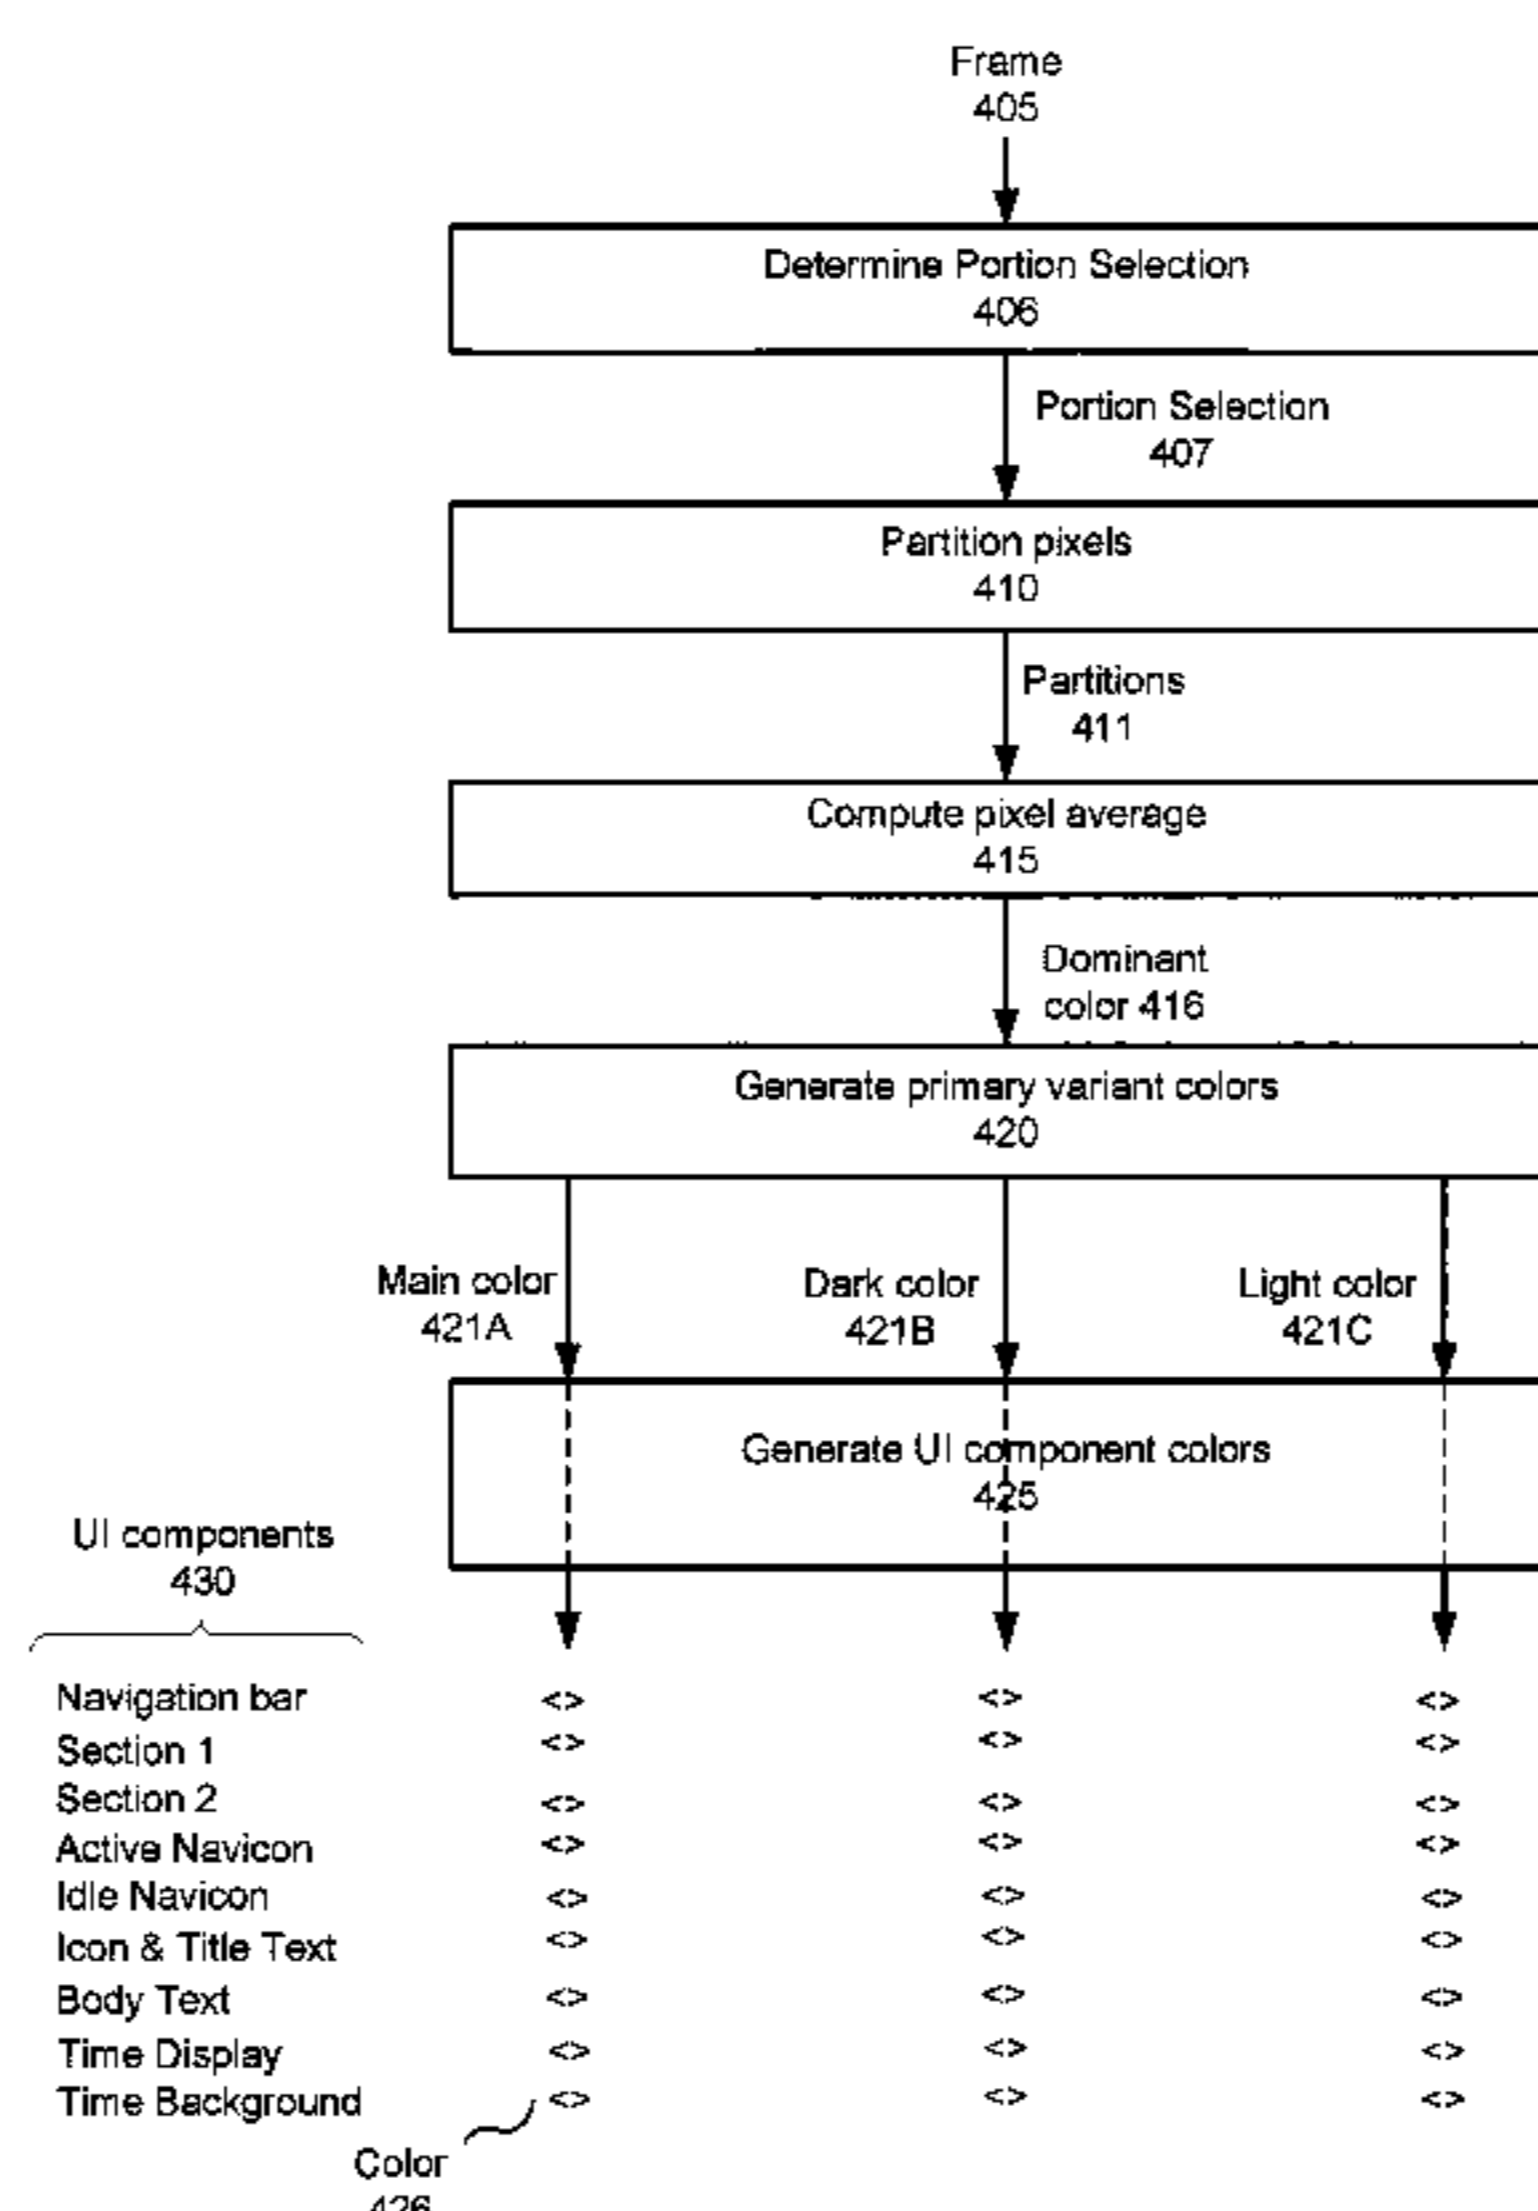 Frame
405
Determine Portion Selection
406
Portion Selection
407
Partition pixels
410
Partitions
411
Compute pixel average
415
Dominant
color 416
Generate primary variant colors
420
Main color
421A
Dark color
421B
Light color
421C
Generate UI component colors
425
UI components
430
Navigation bar <> <> <>
Section 1 <> <> <>
Section 2 <> <> <>
Active Navicon <> <> <>
Idle Navicon <> <> <>
Icon & Title Text <> <> <>
Body Text <> <> <>
Time Display <> <> <>
Time Background <> <> <>
Color
426